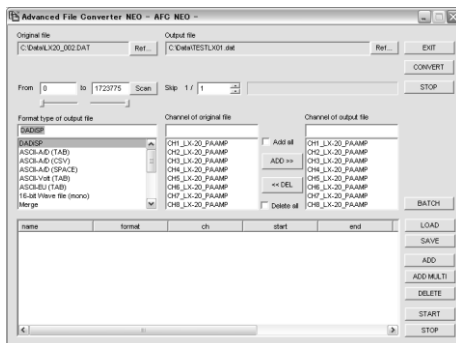 Advanced File Converter NEO - AFC NEO -
Original file
Output file
C:\Data\LX20_002.DAT
Ref...
C:\Data\TESTLX01.dat
Ref...
EXIT
CONVERT
From 0 to 1723775 Scan Skip 1 / 1
STOP
Format type of output file
Channel of original file
Channel of output file
DADISP
DADISP
ASCII-A/D (TAB)
ASCII-A/D (CSV)
ASCII-A/D (SPACE)
ASCII-Volt (TAB)
ASCII-EU (TAB)
16-bit Wave file (mono)
Merge
CH1_LX-20_PAAMP
CH2_LX-20_PAAMP
CH3_LX-20_PAAMP
CH4_LX-20_PAAMP
CH5_LX-20_PAAMP
CH6_LX-20_PAAMP
CH7_LX-20_PAAMP
CH8_LX-20_PAAMP
Add all
ADD >>
<< DEL
Delete all
CH1_LX-20_PAAMP
CH2_LX-20_PAAMP
CH3_LX-20_PAAMP
CH4_LX-20_PAAMP
CH5_LX-20_PAAMP
CH6_LX-20_PAAMP
CH7_LX-20_PAAMP
CH8_LX-20_PAAMP
BATCH
name format ch start end
LOAD
SAVE
ADD
ADD MULTI
DELETE
START
STOP